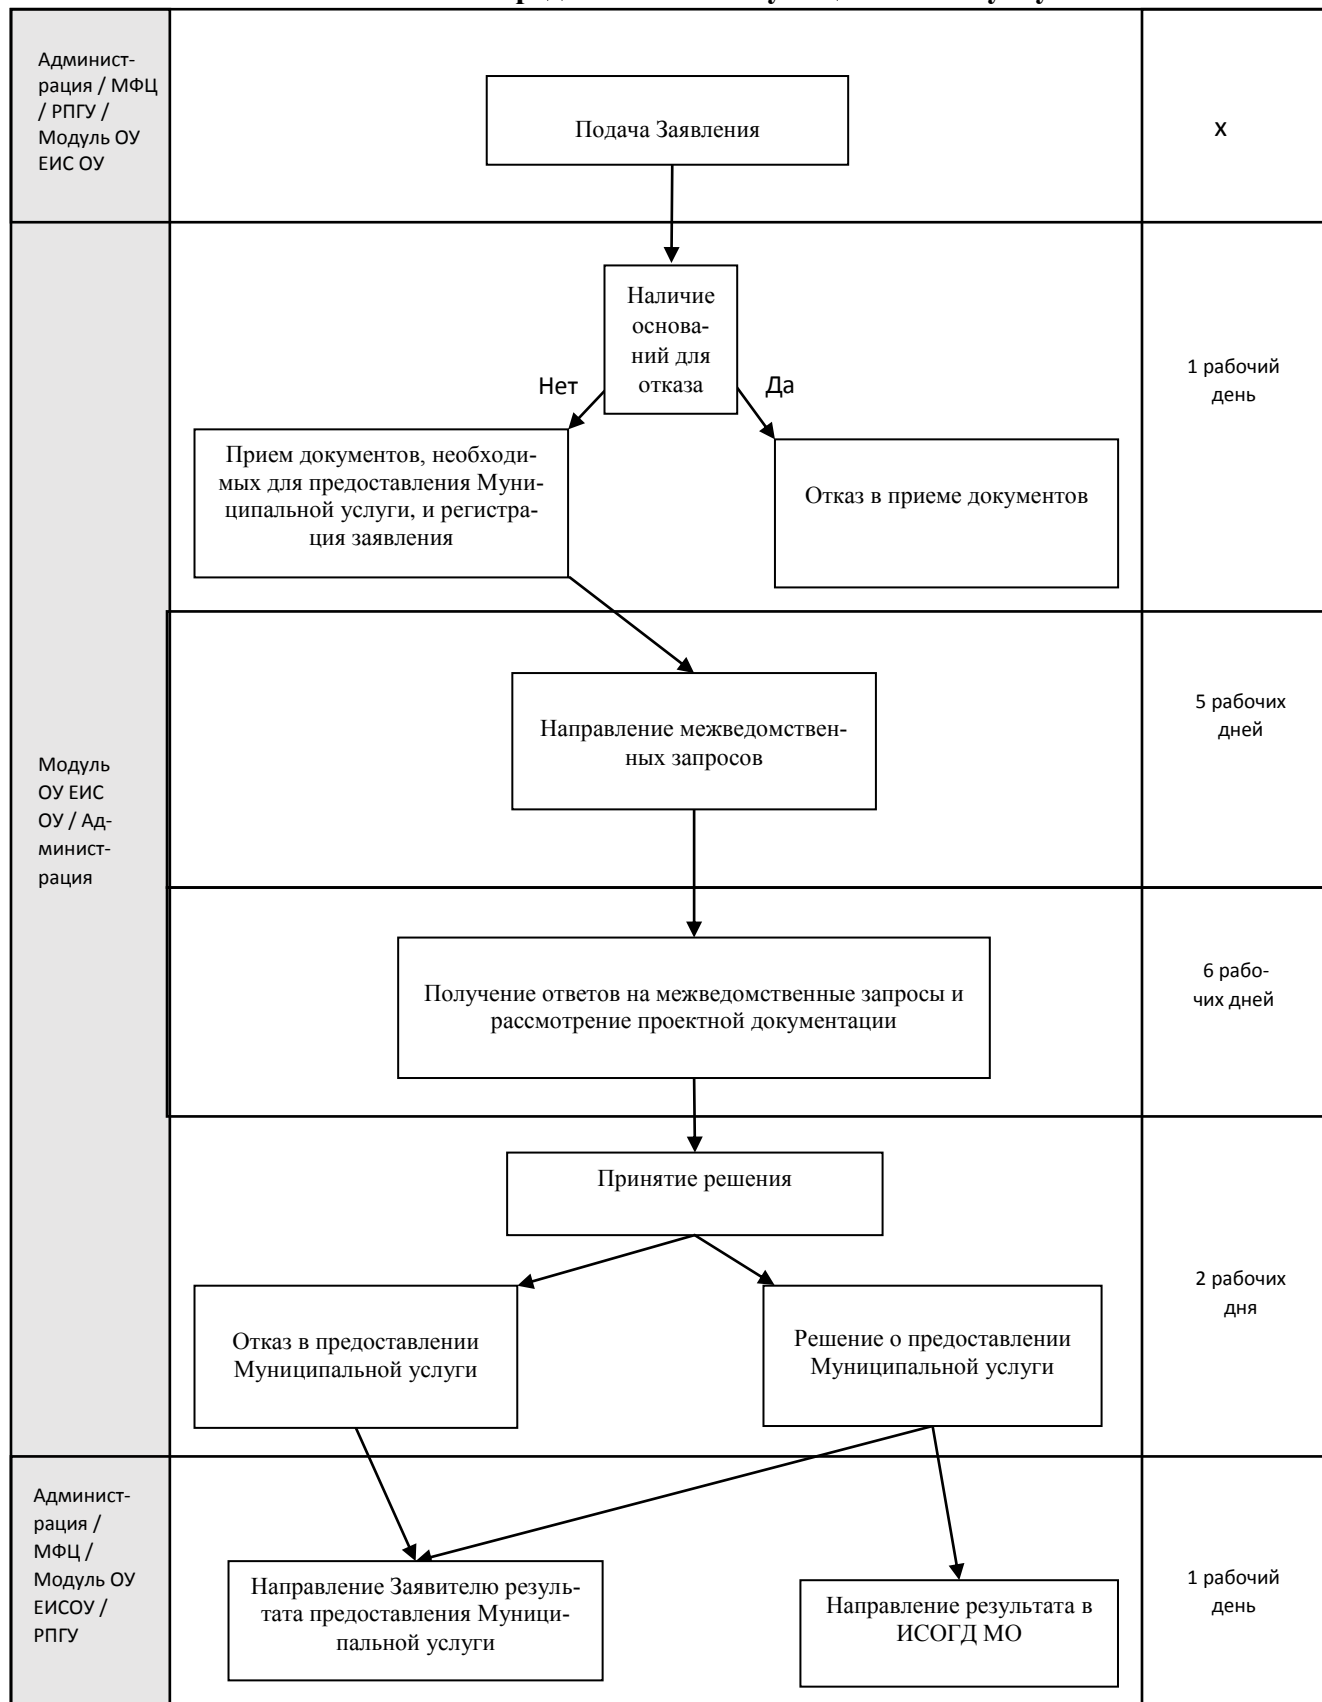 Админист-
рация / МФЦ
/ РПГУ /
Модуль ОУ
ЕИС ОУ
Подача Заявления
х
Наличие
основа-
ний для
отказа
Нет
Да
1 рабочий
день
Прием документов, необходи-
мых для предоставления Муни-
ципальной услуги, и регистра-
ция заявления
Отказ в приеме документов
Модуль
ОУ ЕИС
ОУ / Ад-
министр-
рация
Направление межведомствен-
ных запросов
5 рабочих
дней
Получение ответов на межведомственные запросы и
рассмотрение проектной документации
6 рабо-
чих дней
Принятие решения
Отказ в предоставлении
Муниципальной услуги
Решение о предоставлении
Муниципальной услуги
2 рабочих
дня
Админист-
рация /
МФЦ /
Модуль ОУ
ЕИСОУ /
РПГУ
Направление Заявителю резуль-
тата предоставления Муници-
пальной услуги
Направление результата в
ИСОГД МО
1 рабочий
день